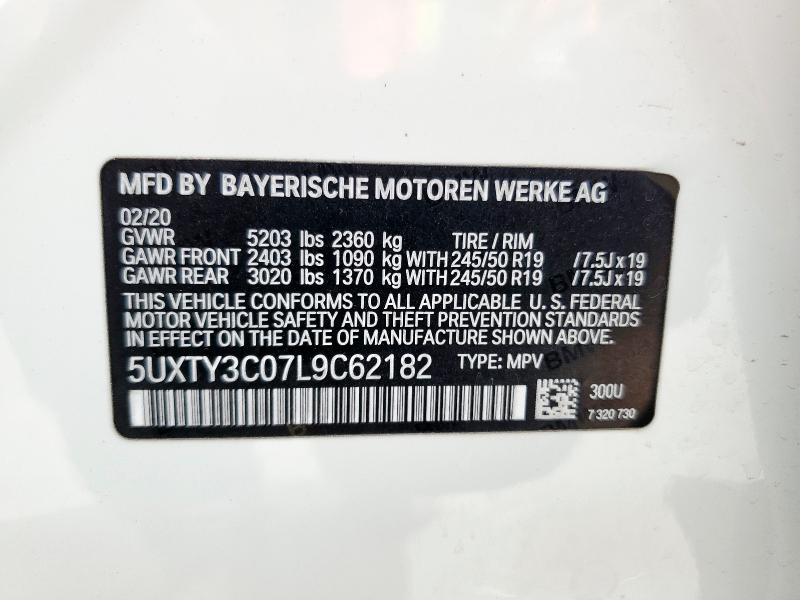 MFD BY BAYERISCHE MOTOREN WERKE AG
02/20
GVWR 5203 lbs 2360 kg TIRE / RIM
GAWR FRONT 2403 lbs 1090 kg WITH 245/50 R19 /7.5J x 19
GAWR REAR 3020 lbs 1370 kg WITH 245/50 R19 /7.5J x 19
THIS VEHICLE CONFORMS TO ALL APPLICABLE U. S. FEDERAL
MOTOR VEHICLE SAFETY AND THEFT PREVENTION STANDARDS
IN EFFECT ON THE DATE OF MANUFACTURE SHOWN ABOVE.
5UXTY3C07L9C62182 TYPE: MPV
300U
7 320 730